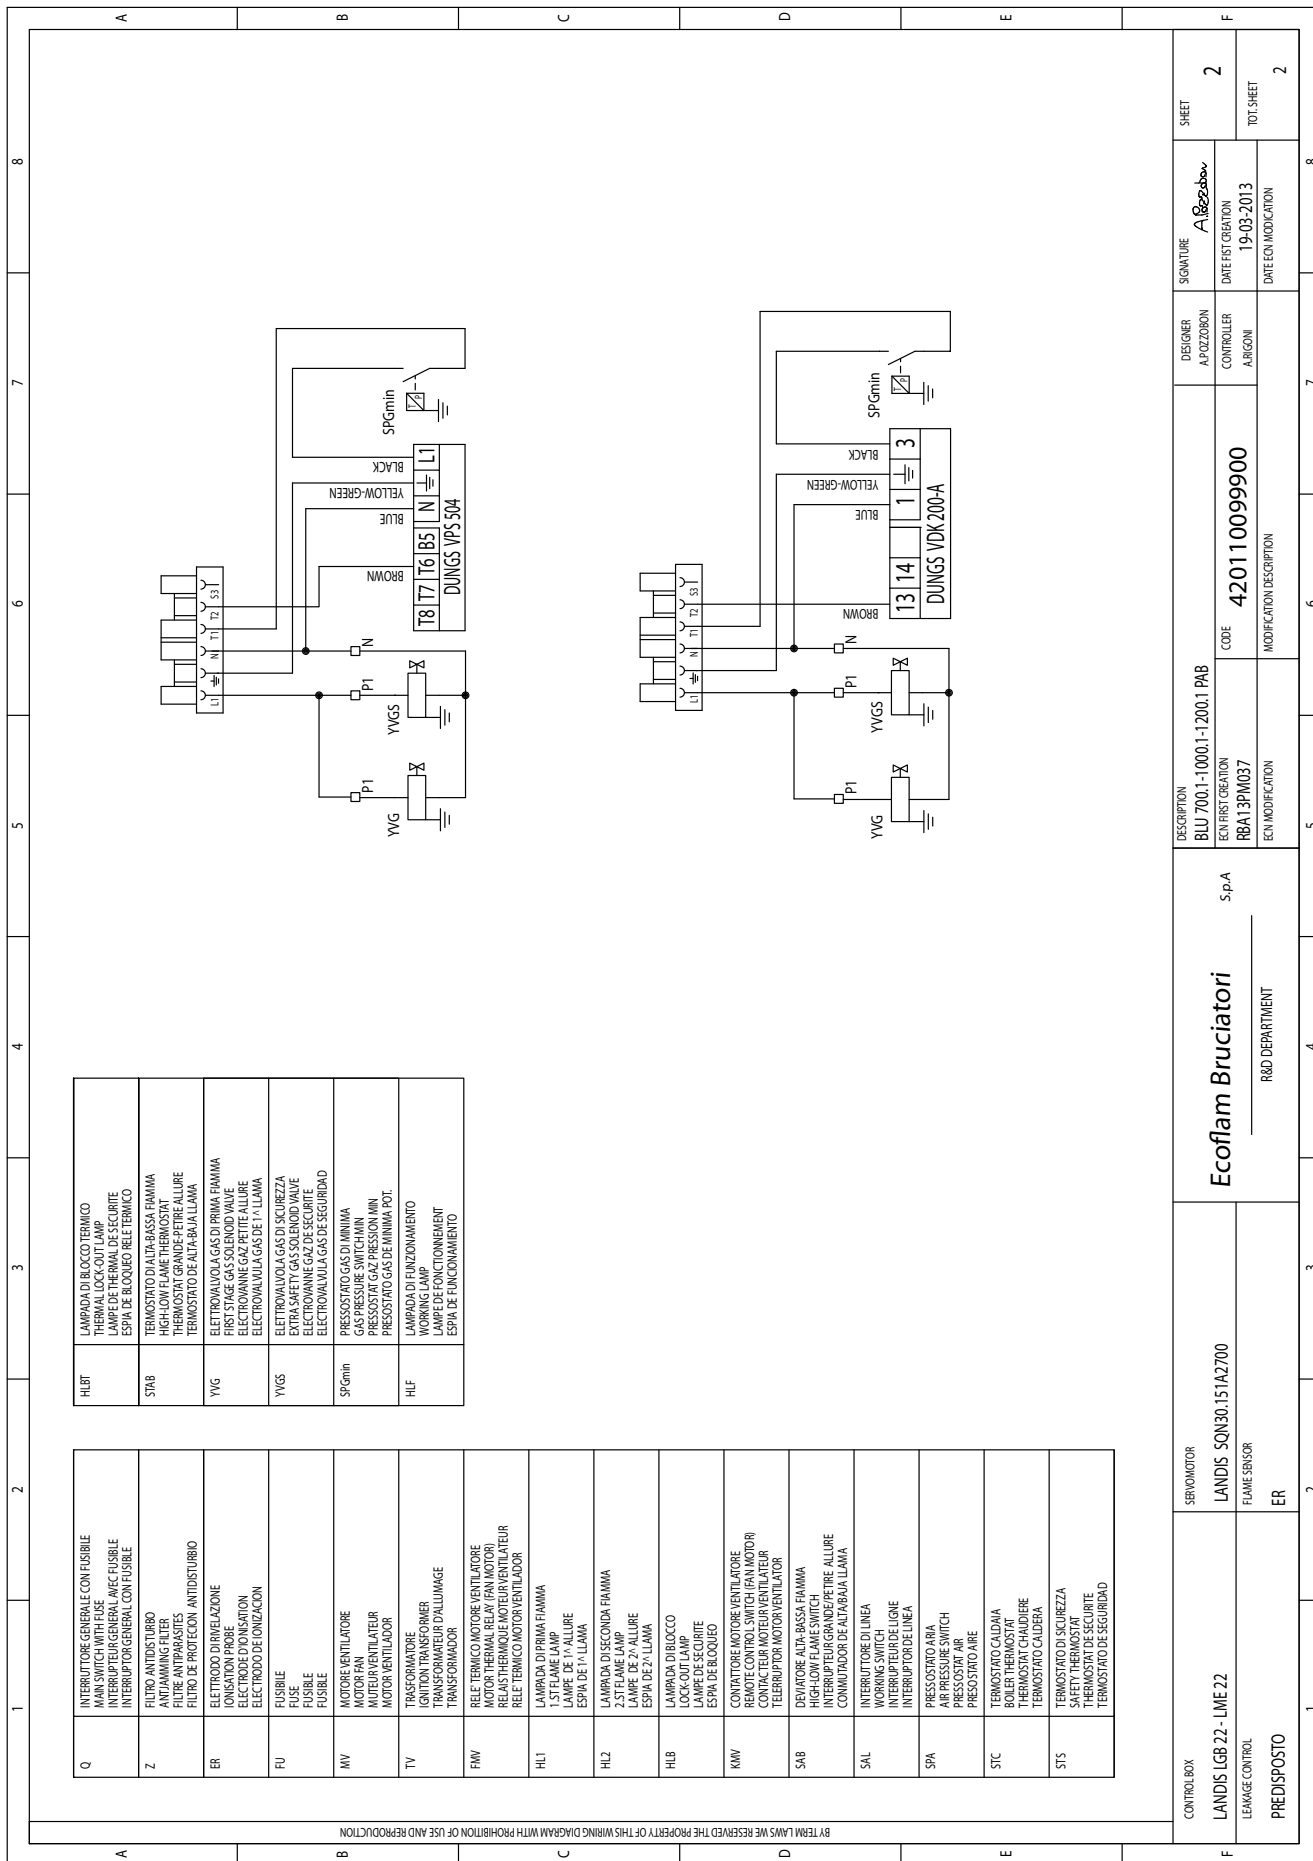 1 2 3 4 5 6 7 8
A
B
C
D
E
F
BY TERM LAWS WE RESERVED THE PROPERTY OF THIS WIRING DIAGRAM WITH PROHIBITION OF USE AND REPRODUCTION
Q
INTERRUTTORE GENERALE CON FUSIBILE
MAIN SWITCH WITH FUSE
INTERRUPTEUR GENERAL AVEC FUSIBLE
INTERRUPTOR GENERAL CON FUSIBLE
Z
FILTRO ANTIDISTURBO
ANTIJAMMING FILTER
FILTRE ANTIPARASITES
FILTRO DE PROTECION ANTIDISTURBIO
ER
ELETTRODO DI RIVELAZIONE
IONISATION PROBE
ELECTRODE D'IONISATION
ELECTRODO DE IONIZACION
FU
FUSIBILE
FUSE
FUSIBLE
FUSIBLE
MV
MOTORE VENTILATORE
MOTOR FAN
MUTEUR VENTILATEUR
MOTOR VENTILADOR
TV
TRASFORMATORE
IGNITION TRANSFORMER
TRANSFORMATEUR D'ALLUMAGE
TRANSFORMADOR
FMV
RELE' TERMICO MOTORE VENTILATORE
MOTOR THERMAL RELAY (FAN MOTOR)
RELAIS THERMIQUE MOTEUR VENTILATEUR
RELE' TERMICO MOTOR VENTILADOR
HL1
LAMPADA DI PRIMA FIAMMA
1.ST FLAME LAMP
LAMPE DE 1^ ALLURE
ESPIA DE 1^ LLAMA
HL2
LAMPADA DI SECONDA FIAMMA
2.ST FLAME LAMP
LAMPE DE 2^ ALLURE
ESPIA DE 2^ LLAMA
HLB
LAMPADA DI BLOCCO
LOCK-OUT LAMP
LAMPE DE SECURITE
ESPIA DE BLOQUEO
KMV
CONTATTORE MOTORE VENTILATORE
REMOTE CONTROL SWITCH (FAN MOTOR)
CONTACTEUR MOTEUR VENTILATEUR
TELERUPTOR MOTOR VENTILATOR
SAB
DEVIATORE ALTA-BASSA FIAMMA
HIGH-LOW FLAME SWITCH
INTERRUPTEUR GRANDE/PETIRE ALLURE
CONMUTADOR DE ALTA/BAJA LLAMA
SAL
INTERRUTTORE DI LINEA
WORKING SWITCH
INTERRUPTEUR DE LIGNE
INTERRUPTOR DE LINEA
SPA
PRESSOSTATO ARIA
AIR PRESSURE SWITCH
PRESSOSTAT AIR
PRESOSTATO AIRE
STC
TERMOSTATO CALDAIA
BOILER THERMOSTAT
THERMOSTAT CHAUDIERE
TERMOSTATO CALDERA
STS
TERMOSTATO DI SICUREZZA
SAFETY THERMOSTAT
THERMOSTAT DE SECURITE
TERMOSTATO DE SEGURIDAD
HLBT
LAMPADA DI BLOCCO TERMICO
THERMAL LOCK-OUT LAMP
LAMPE DE THERMAL DE SECURITE
ESPIA DE BLOQUEO RELE TERMICO
STAB
TERMOSTATO DI ALTA-BASSA FIAMMA
HIGH-LOW FLAME THERMOSTAT
THERMOSTAT GRANDE-PETIRE ALLURE
TERMOSTATO DE ALTA-BAJA LLAMA
YVG
ELETTROVALVOLA GAS DI PRIMA FIAMMA
FIRST STAGE GAS SOLENOID VALVE
ELECTROVANNE GAZ PETITE ALLURE
ELECTROVALVULA GAS DE 1^ LLAMA
YVGS
ELETTROVALVOLA GAS DI SICUREZZA
EXTRA SAFETY GAS SOLENOID VALVE
ELECTROVANNE GAZ DE SECURITE
ELECTROVALVULA GAS DE SEGURIDAD
SPGmin
PRESSOSTATO GAS DI MINIMA
GAS PRESSURE SWITCH MIN
PRESSOSTAT GAZ PRESSION MIN
PRESOSTATO GAS DE MINIMA POT.
HLF
LAMPADA DI FUNZIONAMENTO
WORKING LAMP
LAMPE DE FONCTIONNEMENT
ESPIA DE FUNCIONAMIENTO
L1 N T1 T2 S3
P1 P1 N
YVG YVGS
BROWN BLUE YELLOW-GREEN BLACK
T8 T7 T6 B5 N L1
DUNGS VPS 504
SPGmin
T P
L1 N T1 T2 S3
P1 P1 N
YVG YVGS
BROWN BLUE YELLOW-GREEN BLACK
13 14 1 3
DUNGS VDK 200-A
SPGmin
T P
CONTROL BOX
LANDIS LGB 22 - LME 22
LEAKAGE CONTROL
PREDISPOSTO
SERVOMOTOR
LANDIS SQN30.151A2700
FLAME SENSOR
ER
Ecoflam Bruciatori S.p.A
R&D DEPARTMENT
DESCRIPTION
BLU 700.1-1000.1-1200.1 PAB
ECN FIRST CREATION
RBA13PM037
ECN MODIFICATION
CODE
420110099900
MODIFICATION DESCRIPTION
DESIGNER
A.POZZOBON
CONTROLLER
A.RIGONI
SIGNATURE
A.Pozzobon
DATE FIST CREATION
19-03-2013
DATE ECN MODICATION
SHEET
2
TOT. SHEET
2
A
B
C
D
E
F
1 2 3 4 5 6 7 8